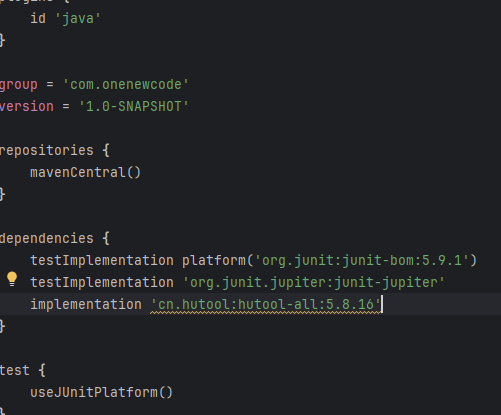 id 'java'
}
group = 'com.onenewcode'
version = '1.0-SNAPSHOT'
repositories {
mavenCentral()
}
dependencies {
testImplementation platform('org.junit:junit-bom:5.9.1')
testImplementation 'org.junit.jupiter:junit-jupiter'
implementation 'cn.hutool:hutool-all:5.8.16'
}
test {
useJUnitPlatform()